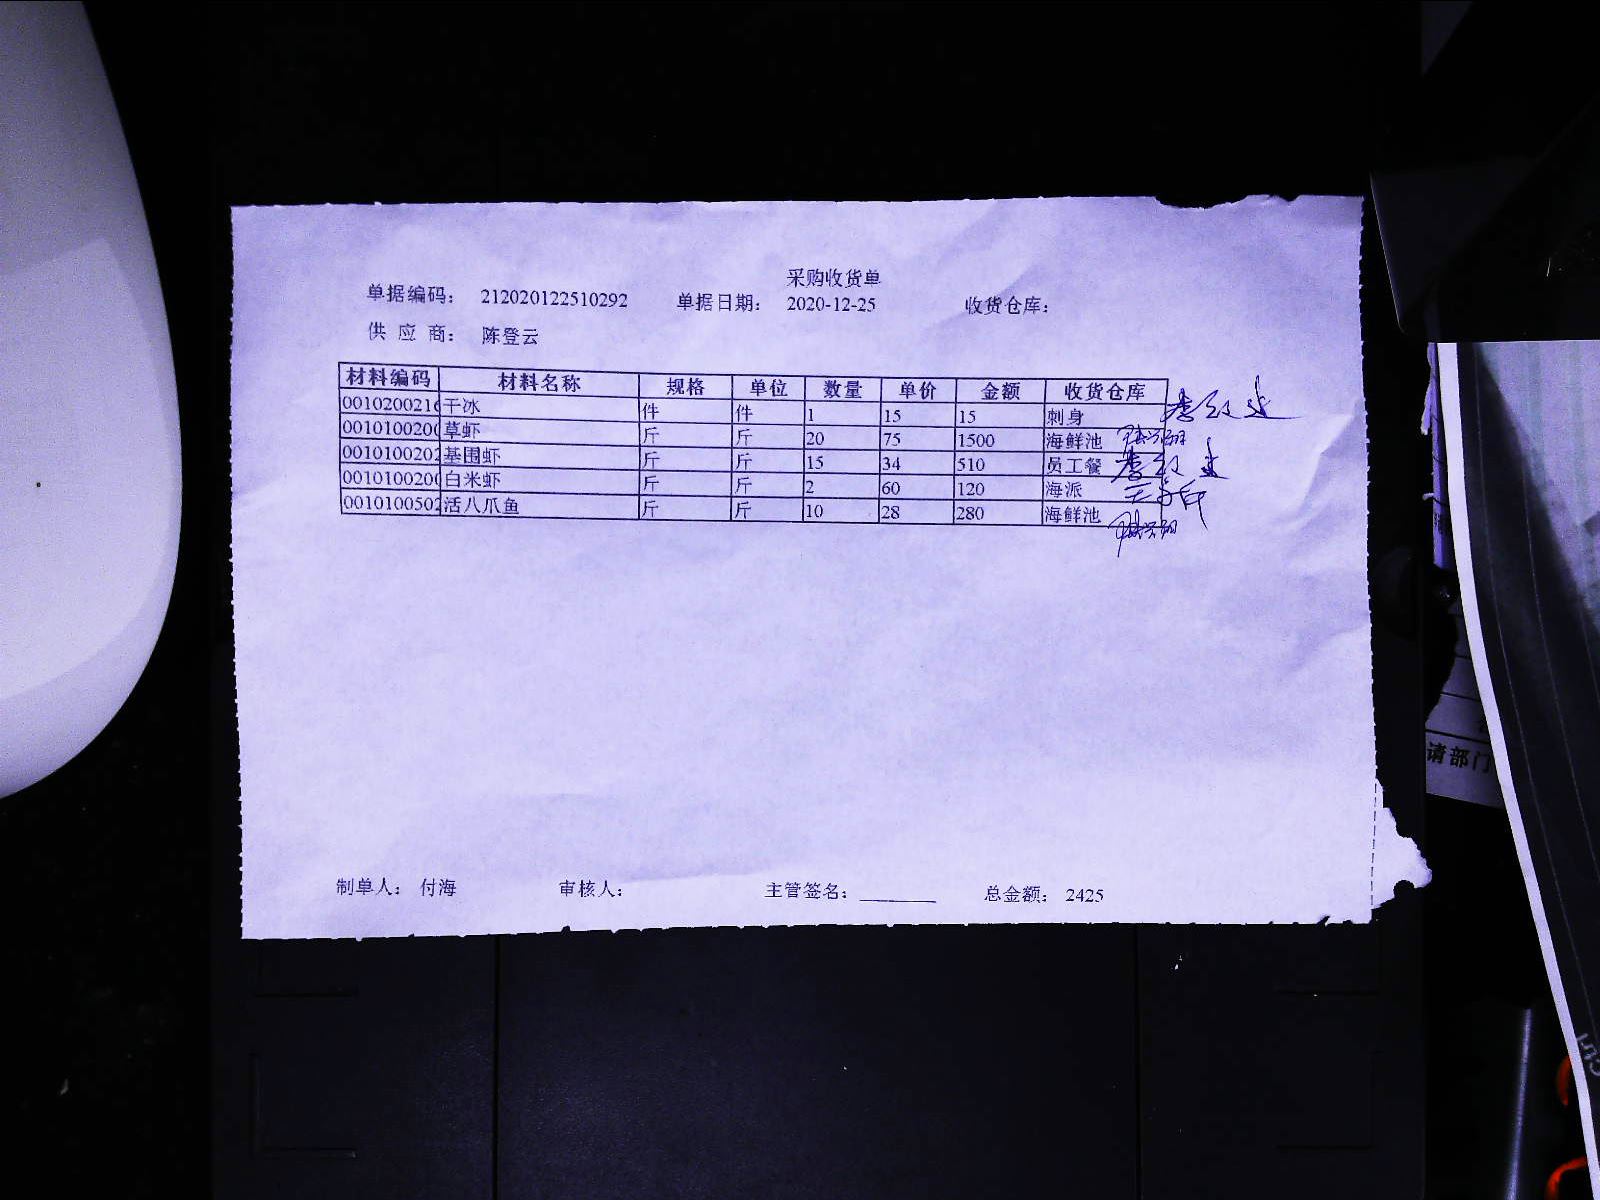 采购收货单
单据编码： 212020122510292 单据日期： 2020-12-25 收货仓库：
供 应 商： 陈登云
材料编码 材料名称 规格 单位 数量 单价 金额 收货仓库
001020021 干冰 件 件 1 15 15 刺身
001010020 草虾 斤 斤 20 75 1500 海鲜池
001010020 基围虾 斤 斤 15 34 510 员工餐
001010020 白米虾 斤 斤 2 60 120 海派
001010050 活八爪鱼 斤 斤 10 28 280 海鲜池
制单人： 付海 审核人： 主管签名： 总金额： 2425
请部门
Ctrl